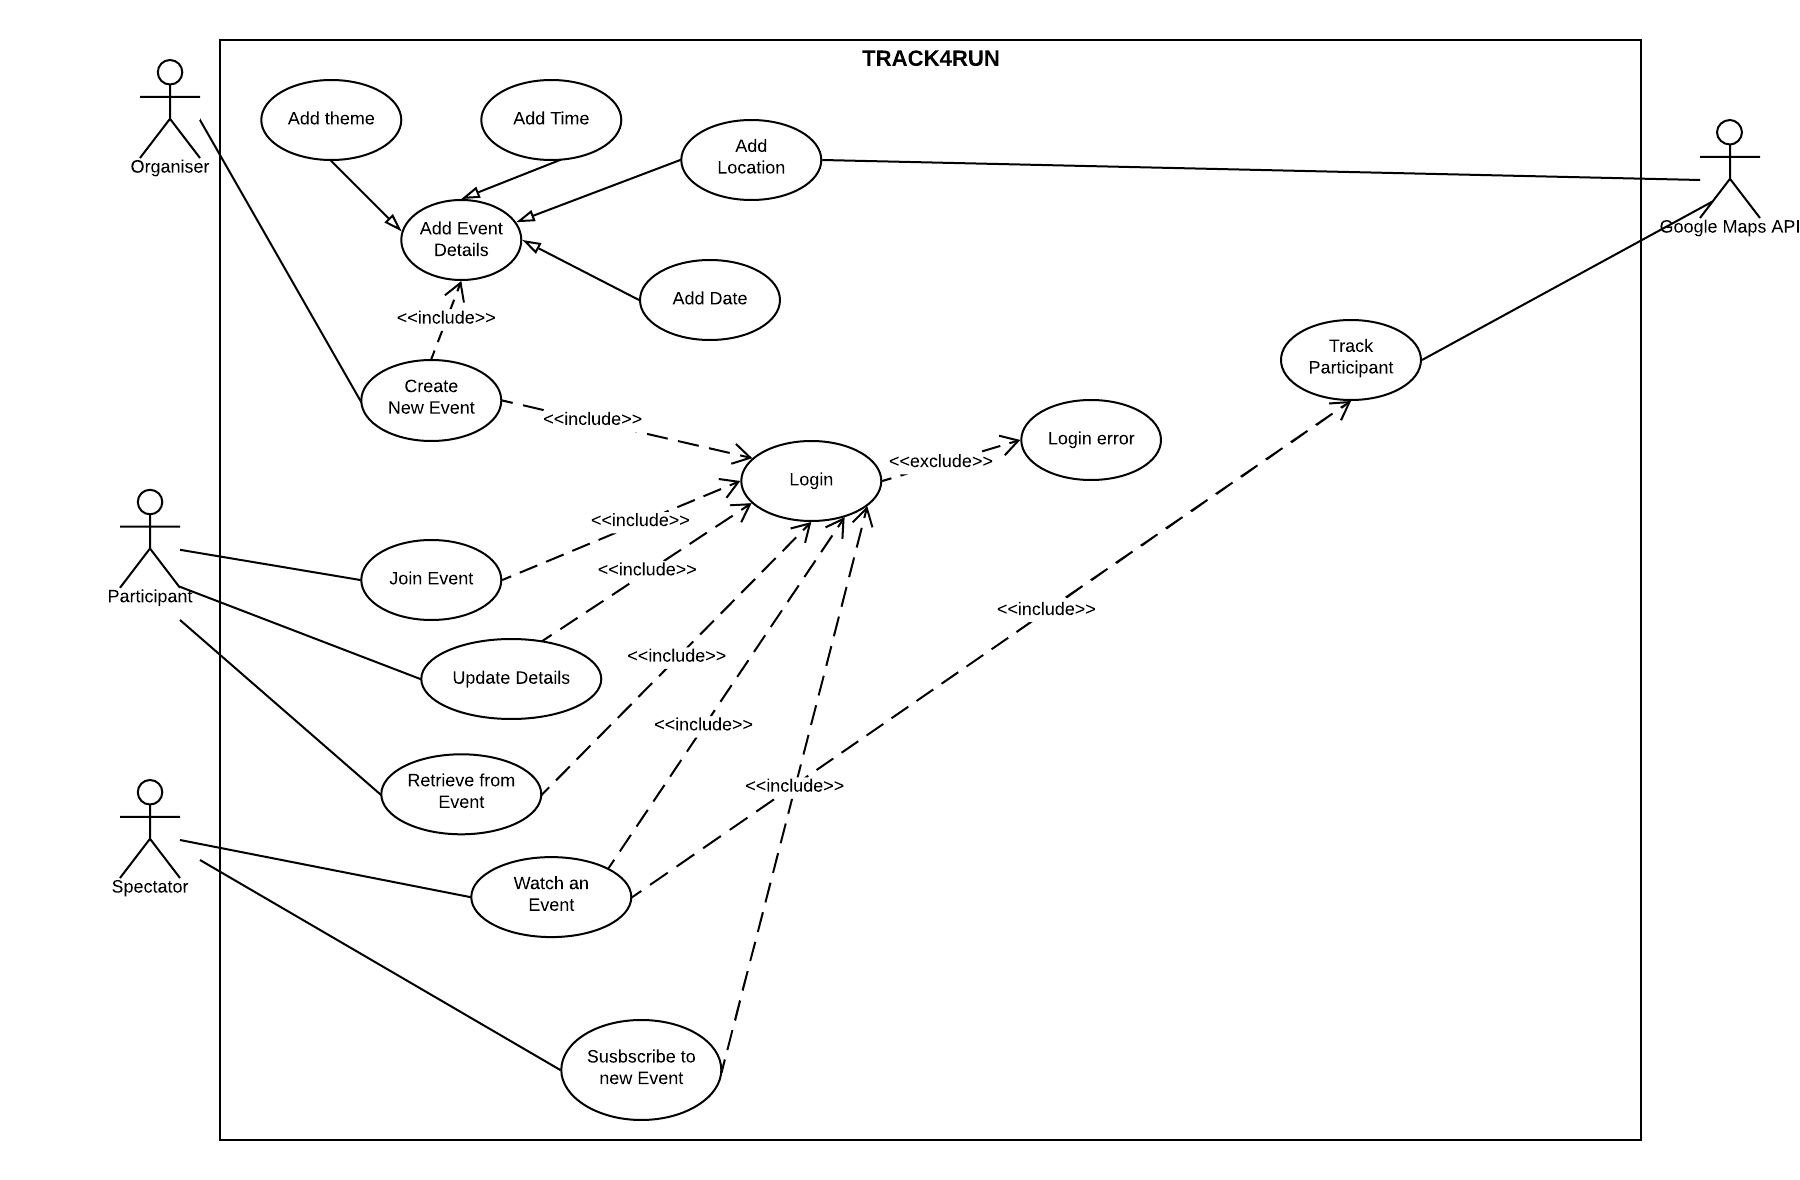 TRACK4RUN
Organiser
Add theme
Add Time
Add
Location
Google Maps API
Add Event
Details
Add Date
<<include>>
Create
New Event
<<include>>
Track
Participant
Login error
<<exclude>>
Login
<<include>>
Participant
Join Event
<<include>>
<<include>>
Update Details
<<include>>
<<include>>
Retrieve from
Event
<<include>>
Spectator
Watch an
Event
Susbscribe to
new Event